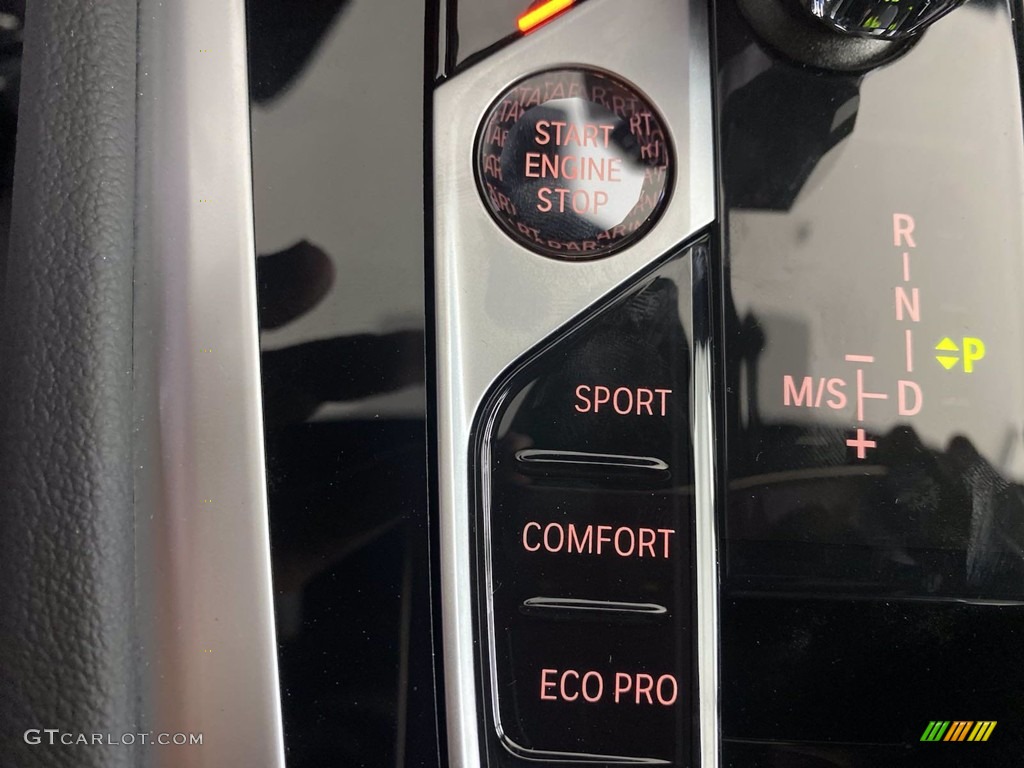 START
ENGINE
STOP
SPORT
COMFORT
ECO PRO
R
N
M/S
D
P
−
+
GTCARLOT.COM